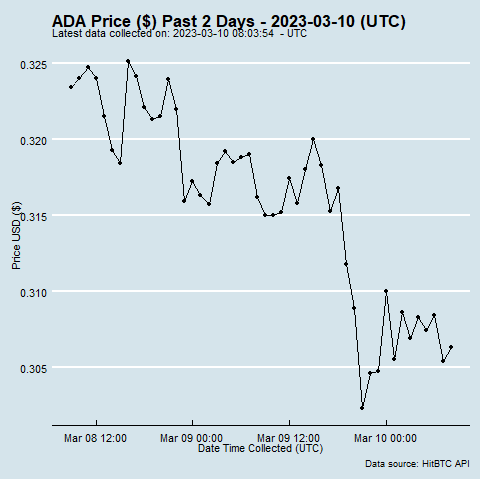 ADA Price ($) Past 2 Days - 2023-03-10 (UTC)
Latest data collected on: 2023-03-10 08:03:54 - UTC
0.325
0.320
0.315
0.310
0.305
Price USD ($)
Mar 08 12:00 Mar 09 00:00 Mar 09 12:00 Mar 10 00:00
Date Time Collected (UTC)
Data source: HitBTC API